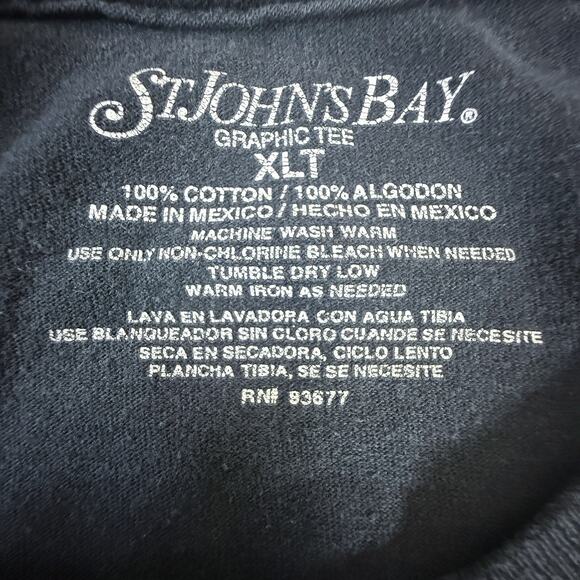 ST. JOHN'S BAY®
GRAPHIC TEE
XLT
100% COTTON / 100% ALGODON
MADE IN MEXICO / HECHO EN MEXICO
MACHINE WASH WARM
USE ONLY NON-CHLORINE BLEACH WHEN NEEDED
TUMBLE DRY LOW
WARM IRON AS NEEDED
LAVA EN LAVADORA CON AGUA TIBIA
USE BLANQUEADOR SIN CLORO CUANDE SE NECESITE
SECA EN SECADORA, CICLO LENTO
PLANCHA TIBIA, SE SE NECESITE
RN# 93677